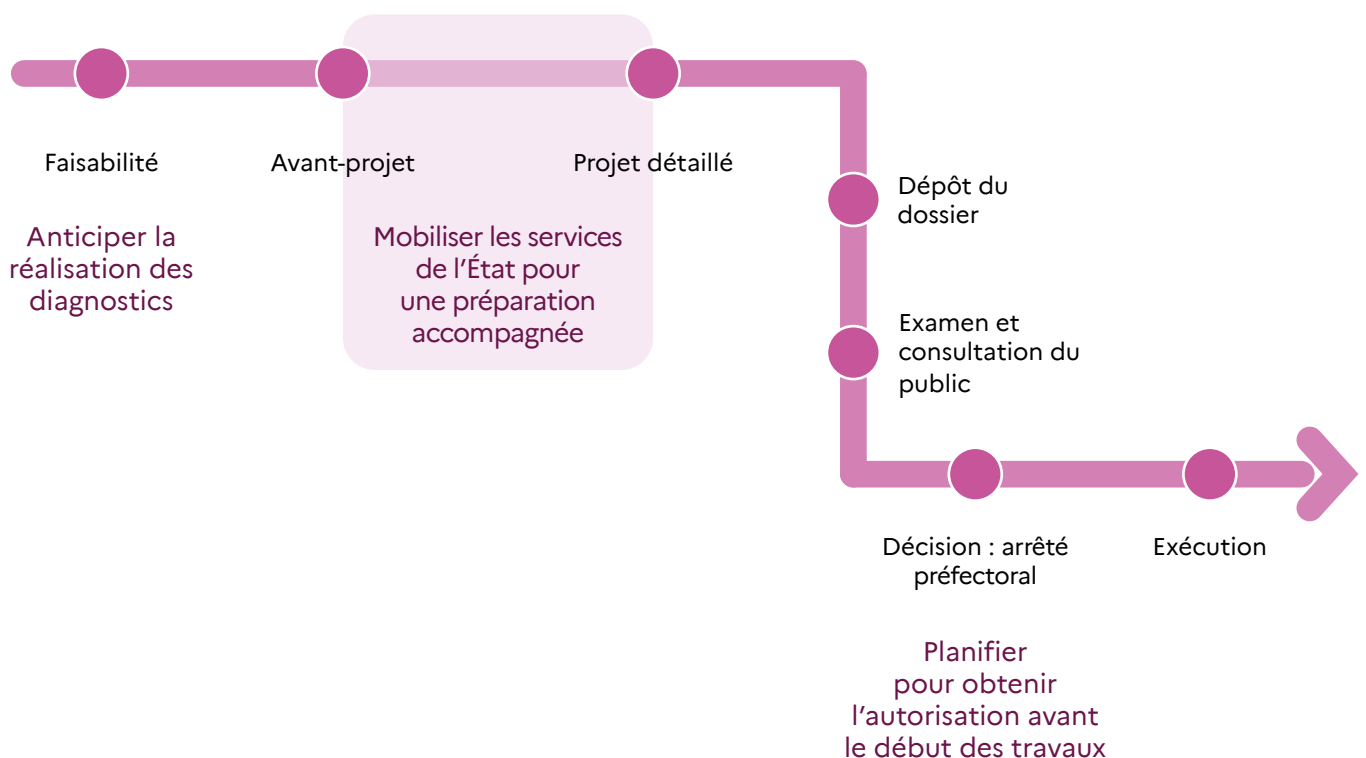 Faisabilité
Avant-projet
Projet détaillé
Anticiper la
réalisation des
diagnostics
Mobiliser les services
de l’État pour
une préparation
accompagnée
Dépôt du
dossier
Examen et
consultation du
public
Décision : arrêté
préfectoral
Exécution
Planifier
pour obtenir
l’autorisation avant
le début des travaux